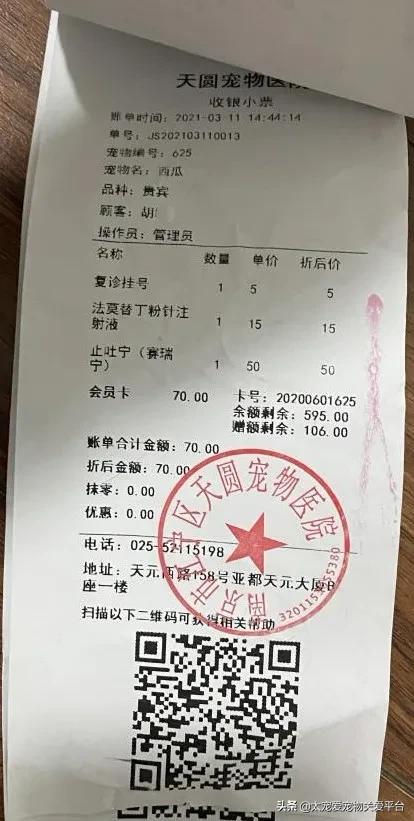 天圆宠物医院
收银小票
账单时间：2021-03 11 14:44:14
单号：JS202103110013
宠物编号：625
宠物名：西瓜
品种：贵宾
顾客：胡
操作员：管理员
名称 数量 单价 折后价
复诊挂号 1 5 5
法莫替丁粉针注
射液 1 15 15
止吐宁（赛瑞
宁） 1 50 50
会员卡 70.00 卡号：20200601625
余额剩余：595.00
赠额剩余：106.00
账单合计金额：70.00
折后金额：70.00
抹零：0.00
优惠：0.00
电话：025-52115198
地址：天元西路158号亚都天元大厦B
座一楼
扫描以下二维码可获得相关帮助
南京市江宁区天圆宠物医院
头条 @太宠爱宠物关爱平台